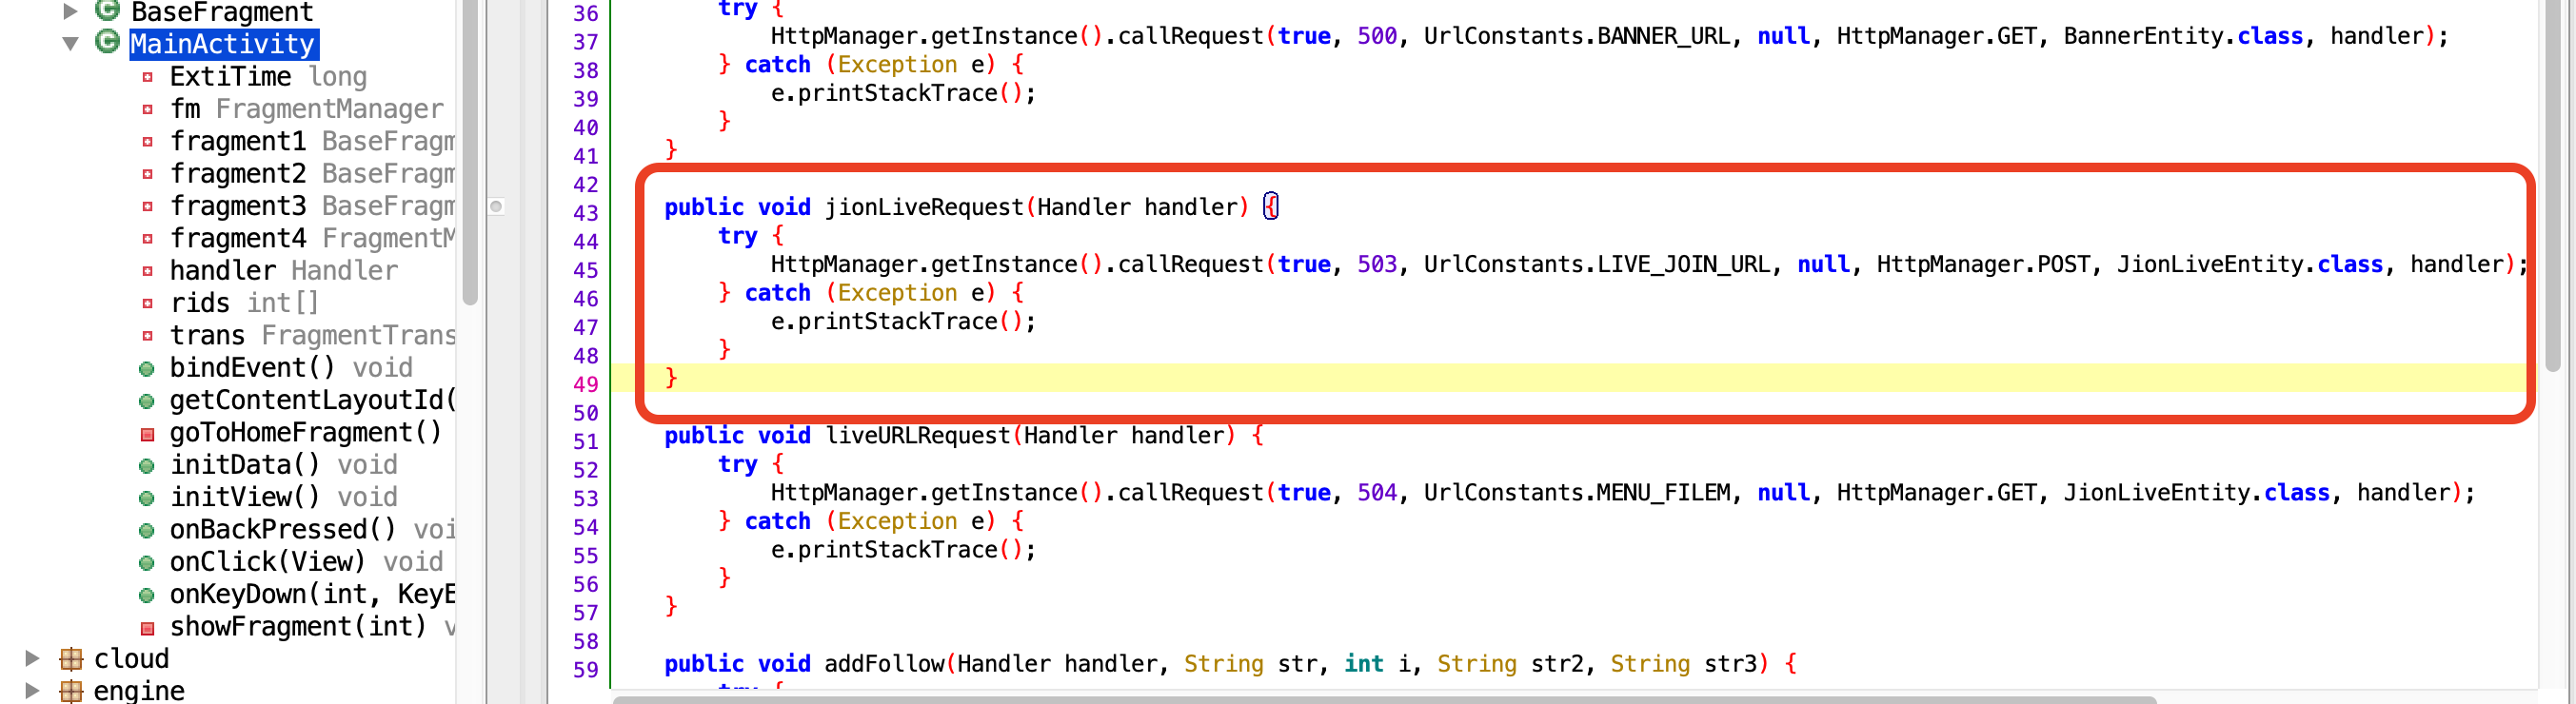 BaseFragment
MainActivity
ExtiTime long
fm FragmentManager
fragment1 BaseFragm
fragment2 BaseFragm
fragment3 BaseFragm
fragment4 FragmentM
handler Handler
rids int[]
trans FragmentTrans
bindEvent() void
getContentLayoutId(
goToHomeFragment()
initData() void
initView() void
onBackPressed() voi
onClick(View) void
onKeyDown(int, KeyE
showFragment(int) v
cloud
engine
36 try {
37 HttpManager.getInstance().callRequest(true, 500, UrlConstants.BANNER_URL, null, HttpManager.GET, BannerEntity.class, handler);
38 } catch (Exception e) {
39 e.printStackTrace();
40 }
41 }
42
43 public void jionLiveRequest(Handler handler) {
44 try {
45 HttpManager.getInstance().callRequest(true, 503, UrlConstants.LIVE_JOIN_URL, null, HttpManager.POST, JionLiveEntity.class, handler);
46 } catch (Exception e) {
47 e.printStackTrace();
48 }
49 }
50
51 public void liveURLRequest(Handler handler) {
52 try {
53 HttpManager.getInstance().callRequest(true, 504, UrlConstants.MENU_FILEM, null, HttpManager.GET, JionLiveEntity.class, handler);
54 } catch (Exception e) {
55 e.printStackTrace();
56 }
57 }
58
59 public void addFollow(Handler handler, String str, int i, String str2, String str3) {